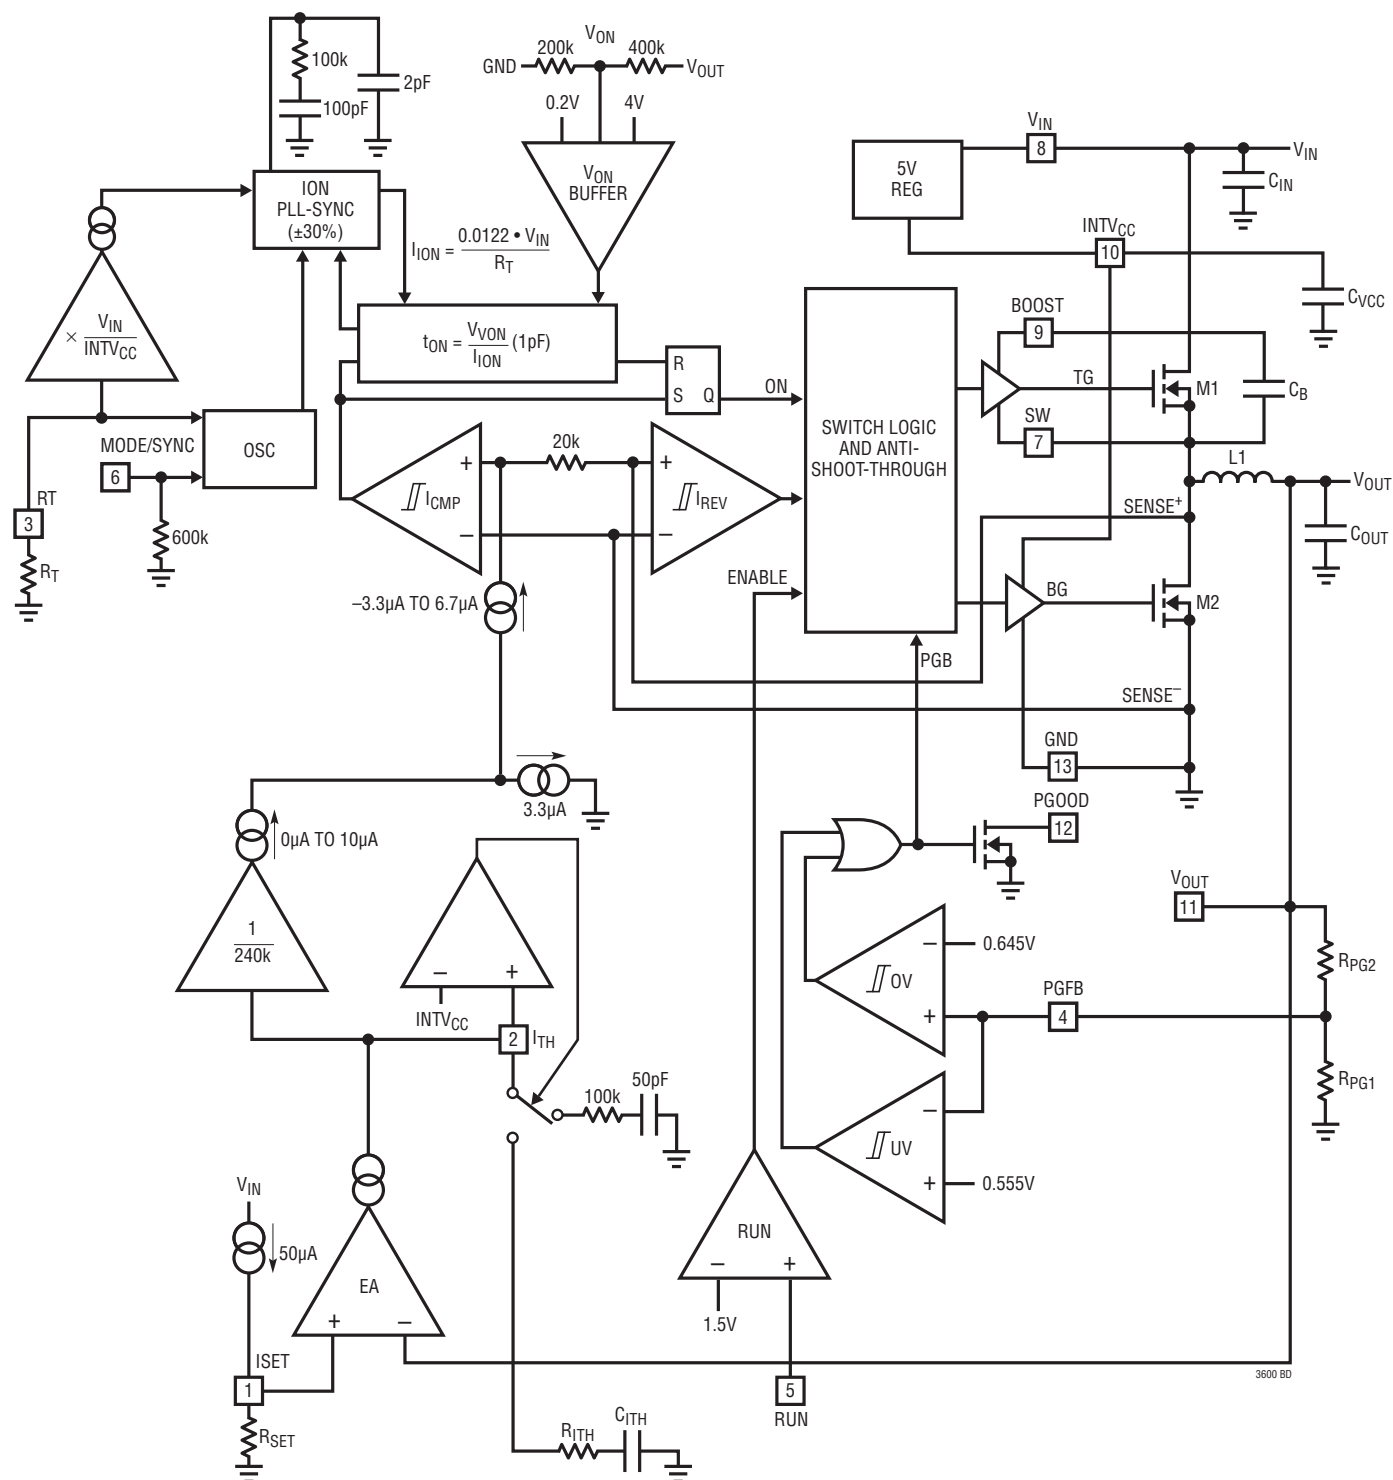 100k
2pF
100pF
V_ON
200k
400k
GND
V_OUT
0.2V
4V
V_ON
BUFFER
ION
PLL-SYNC
(±30%)
I_ION = 0.0122 • V_IN / R_T
× V_IN / INTV_CC
t_ON = V_VON / I_ION (1pF)
R
S Q
ON
OSC
MODE/SYNC
6
RT
3
R_T
600k
20k
+
−
I_CMP
+
−
I_REV
–3.3µA TO 6.7µA
5V
REG
V_IN
8
V_IN
C_IN
INTV_CC
10
C_VCC
BOOST
9
TG
M1
C_B
SW
7
SWITCH LOGIC
AND ANTI-
SHOOT-THROUGH
L1
V_OUT
C_OUT
SENSE+
ENABLE
BG
M2
PGB
SENSE–
GND
13
PGOOD
12
3.3µA
0µA TO 10µA
1 / 240k
−
+
INTV_CC
2
I_TH
100k
50pF
V_OUT
11
R_PG2
−
0.645V
OV
+
PGFB
4
R_PG1
−
UV
+
0.555V
RUN
−
+
1.5V
5
RUN
V_IN
50µA
EA
+
−
ISET
1
R_SET
R_ITH
C_ITH
3600 BD